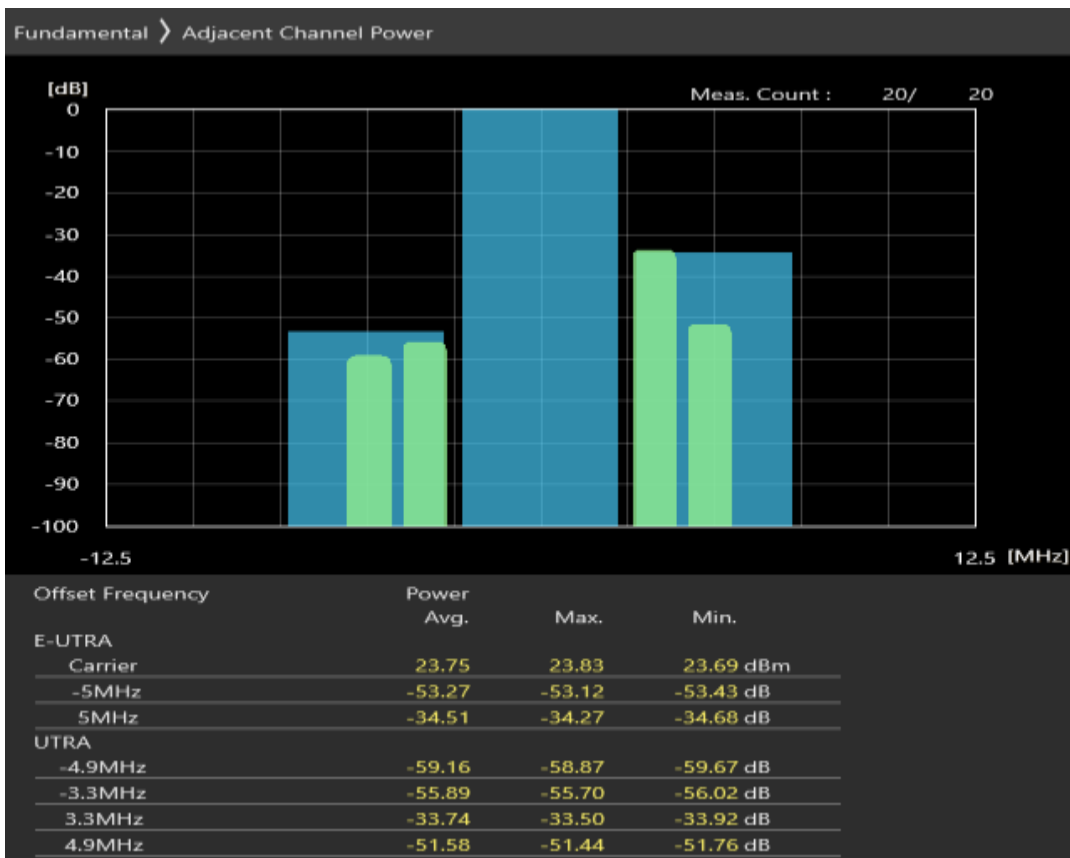 Fundamental ❯ Adjacent Channel Power
[dB]
Meas. Count : 20/ 20
0
-10
-20
-30
-40
-50
-60
-70
-80
-90
-100
-12.5 12.5 [MHz]
Offset Frequency Power
Avg. Max. Min.
E-UTRA
Carrier 23.75 23.83 23.69 dBm
-5MHz -53.27 -53.12 -53.43 dB
5MHz -34.51 -34.27 -34.68 dB
UTRA
-4.9MHz -59.16 -58.87 -59.67 dB
-3.3MHz -55.89 -55.70 -56.02 dB
3.3MHz -33.74 -33.50 -33.92 dB
4.9MHz -51.58 -51.44 -51.76 dB